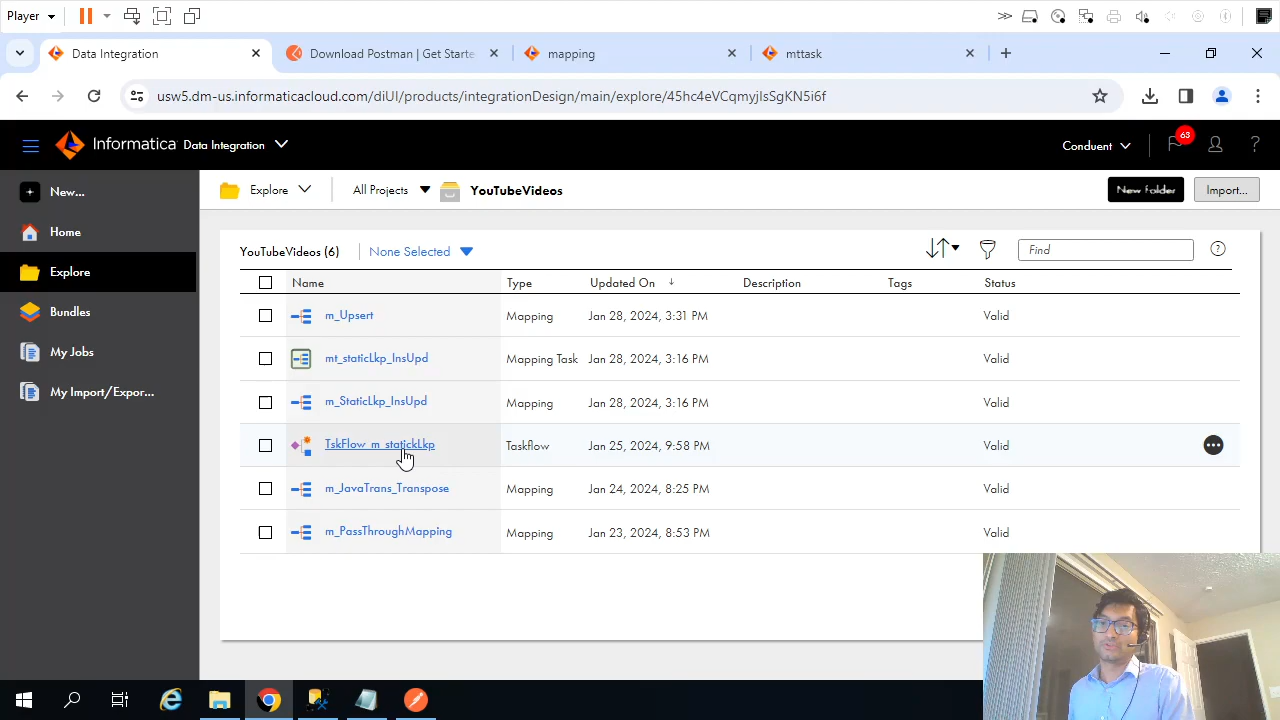 Player
Data Integration
Download Postman | Get Starte
mapping
mttask
usw5.dm-us.informaticacloud.com/diUI/products/integrationDesign/main/explore/45hc4eVCqmyjIsSgKN5i6f
Informatica Data Integration
Conduent
63
New...
Home
Explore
Bundles
My Jobs
My Import/Expor...
Explore
All Projects
YouTubeVideos
New Folder
Import...
YouTubeVideos (6)
None Selected
Find
Name Type Updated On Description Tags Status
m_Upsert Mapping Jan 28, 2024, 3:31 PM Valid
mt_staticLkp_InsUpd Mapping Task Jan 28, 2024, 3:16 PM Valid
m_StaticLkp_InsUpd Mapping Jan 28, 2024, 3:16 PM Valid
TskFlow_m_statickLkp Taskflow Jan 25, 2024, 9:58 PM Valid
m_JavaTrans_Transpose Mapping Jan 24, 2024, 8:25 PM Valid
m_PassThroughMapping Mapping Jan 23, 2024, 8:53 PM Valid